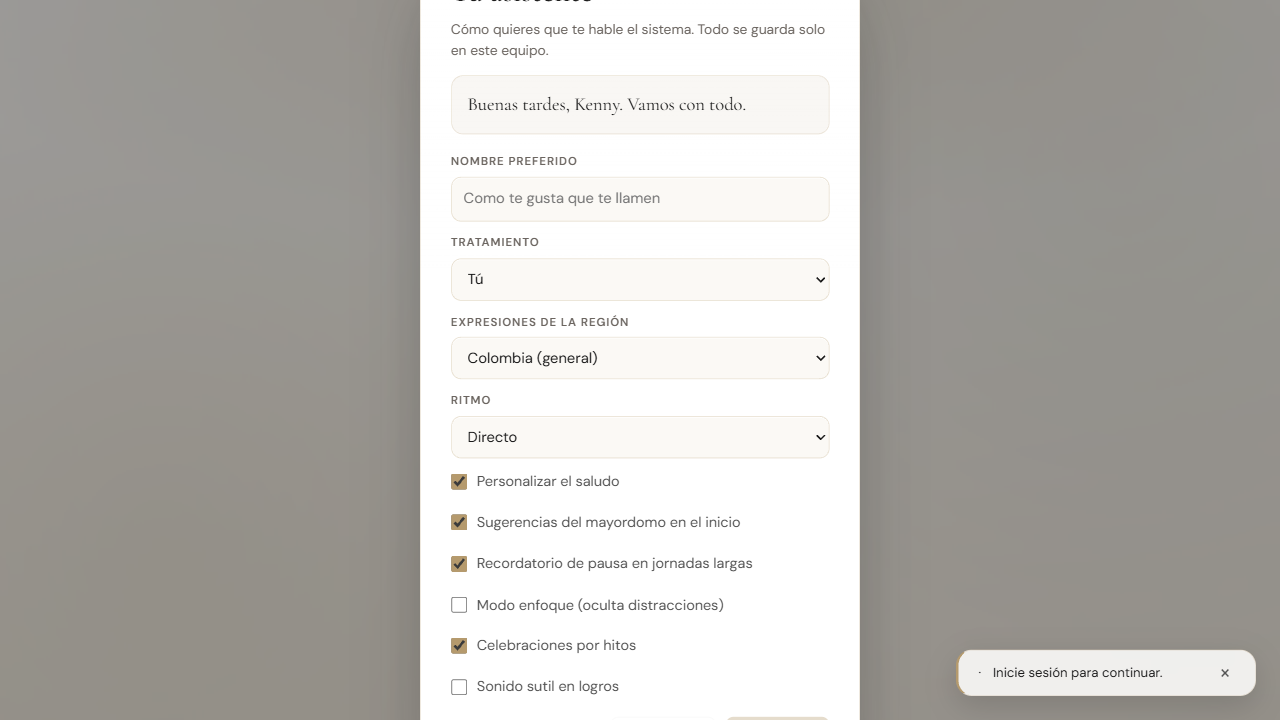 Cómo quieres que te hable el sistema. Todo se guarda solo
en este equipo.
Buenas tardes, Kenny. Vamos con todo.
NOMBRE PREFERIDO
Como te gusta que te llamen
TRATAMIENTO
Tú
EXPRESIONES DE LA REGIÓN
Colombia (general)
RITMO
Directo
Personalizar el saludo
Sugerencias del mayordomo en el inicio
Recordatorio de pausa en jornadas largas
Modo enfoque (oculta distracciones)
Celebraciones por hitos
Sonido sutil en logros
· Inicie sesión para continuar. ×